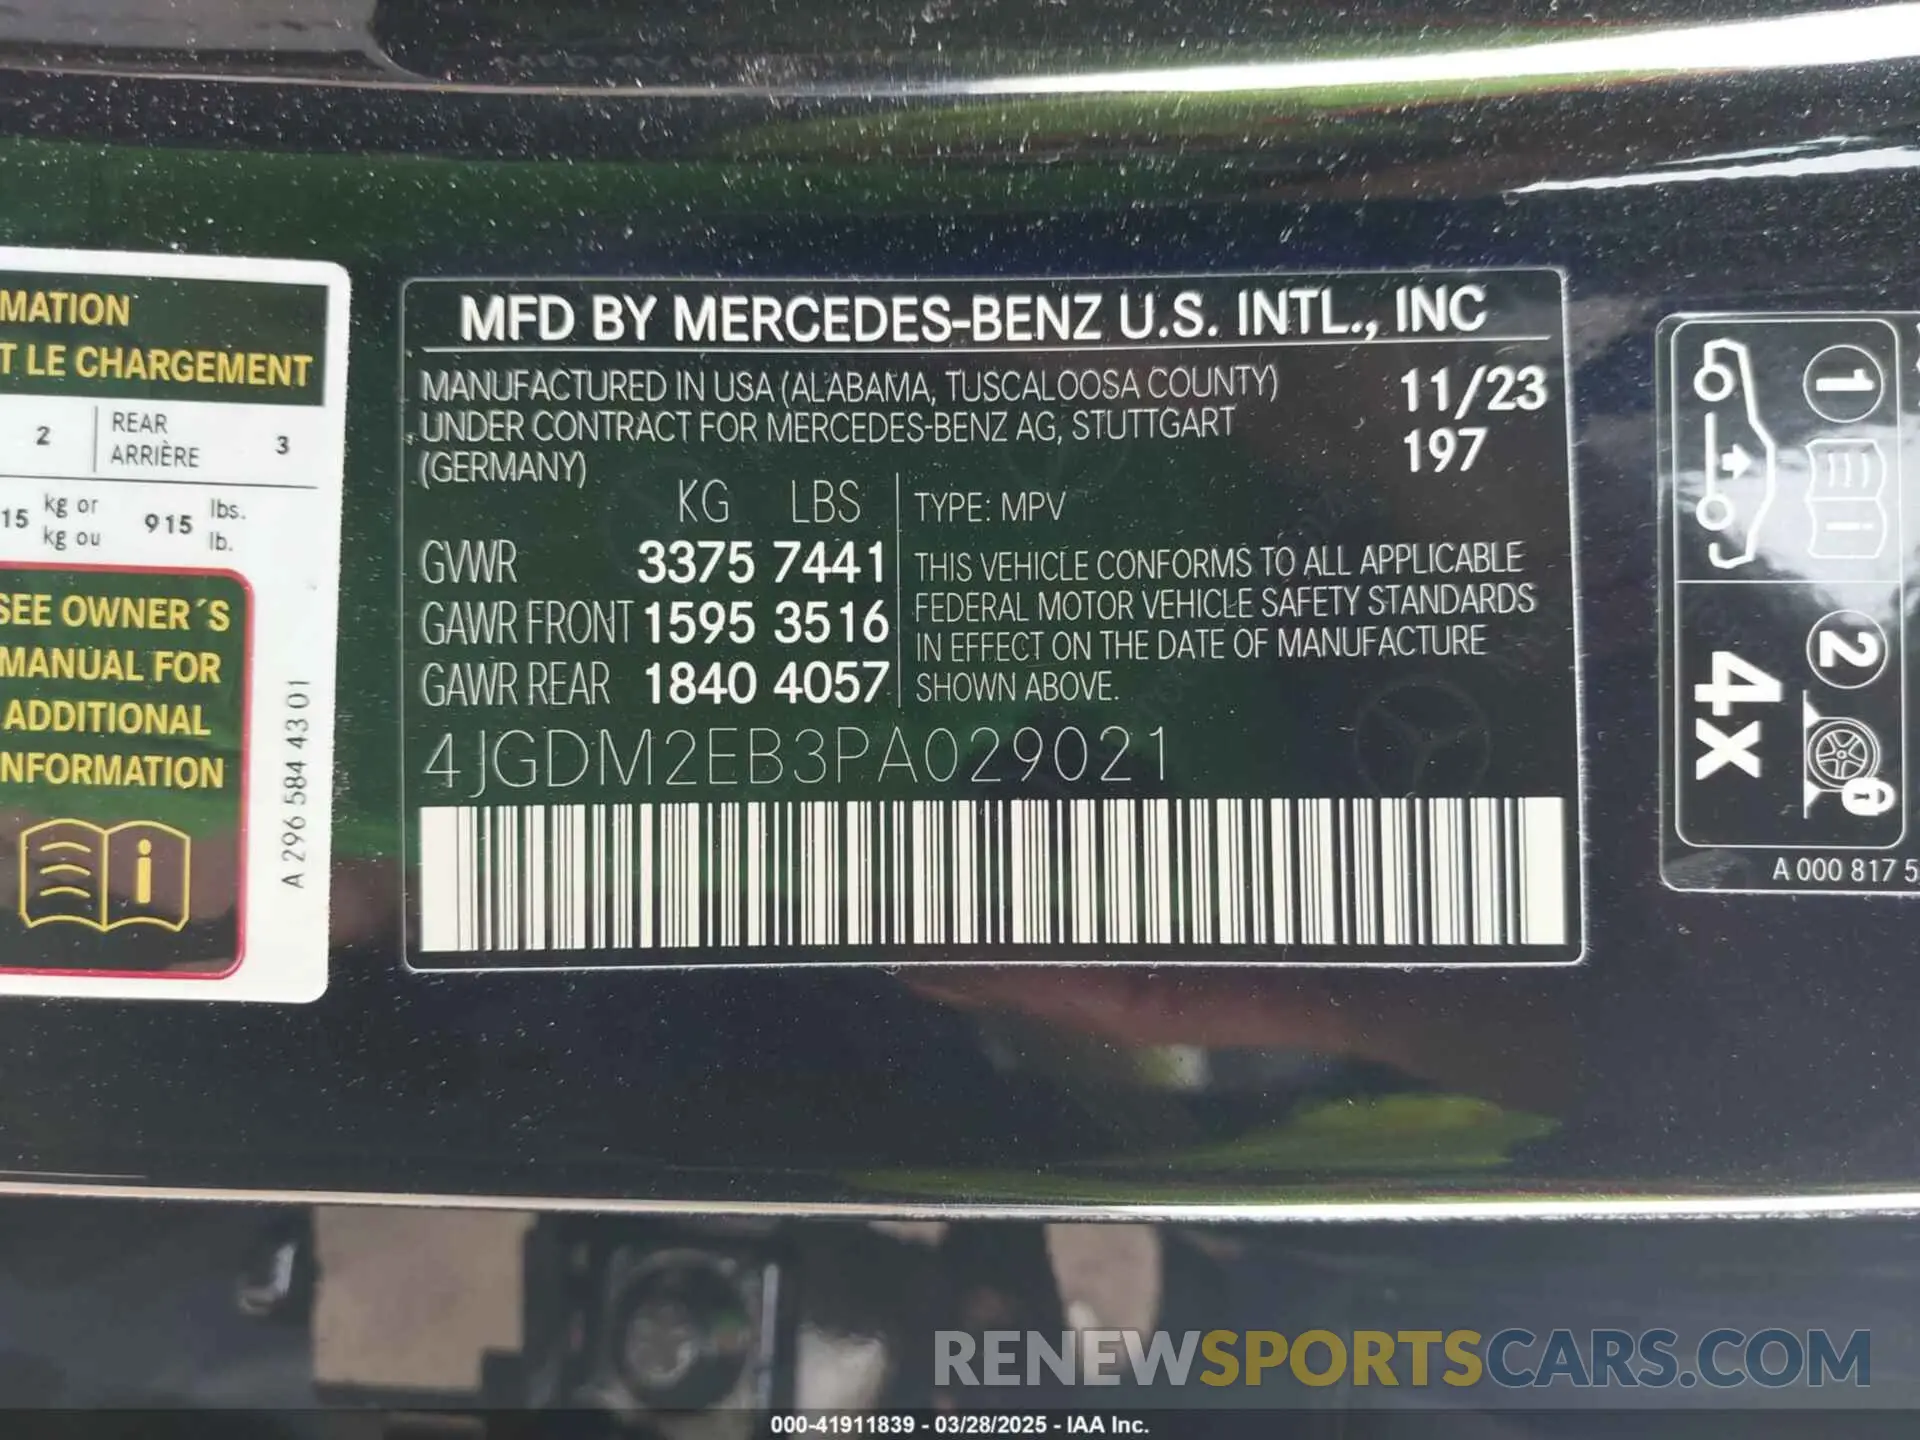 MATION
T LE CHARGEMENT
2
REAR
ARRIÈRE
3
15 kg or 915 lbs.
kg ou lb.
SEE OWNER´S
MANUAL FOR
ADDITIONAL
INFORMATION
i
A 296 584 43 01
MFD BY MERCEDES-BENZ U.S. INTL., INC
MANUFACTURED IN USA (ALABAMA, TUSCALOOSA COUNTY) 11/23
UNDER CONTRACT FOR MERCEDES-BENZ AG, STUTTGART 197
(GERMANY)
KG LBS
GVWR 3375 7441
GAWR FRONT 1595 3516
GAWR REAR 1840 4057
TYPE: MPV
THIS VEHICLE CONFORMS TO ALL APPLICABLE
FEDERAL MOTOR VEHICLE SAFETY STANDARDS
IN EFFECT ON THE DATE OF MANUFACTURE
SHOWN ABOVE.
4JGDM2EB3PA029021
1
i
2
4x
1
A 000 817 5
RENEWSPORTSCARS.COM
000-41911839 - 03/28/2025 - IAA Inc.